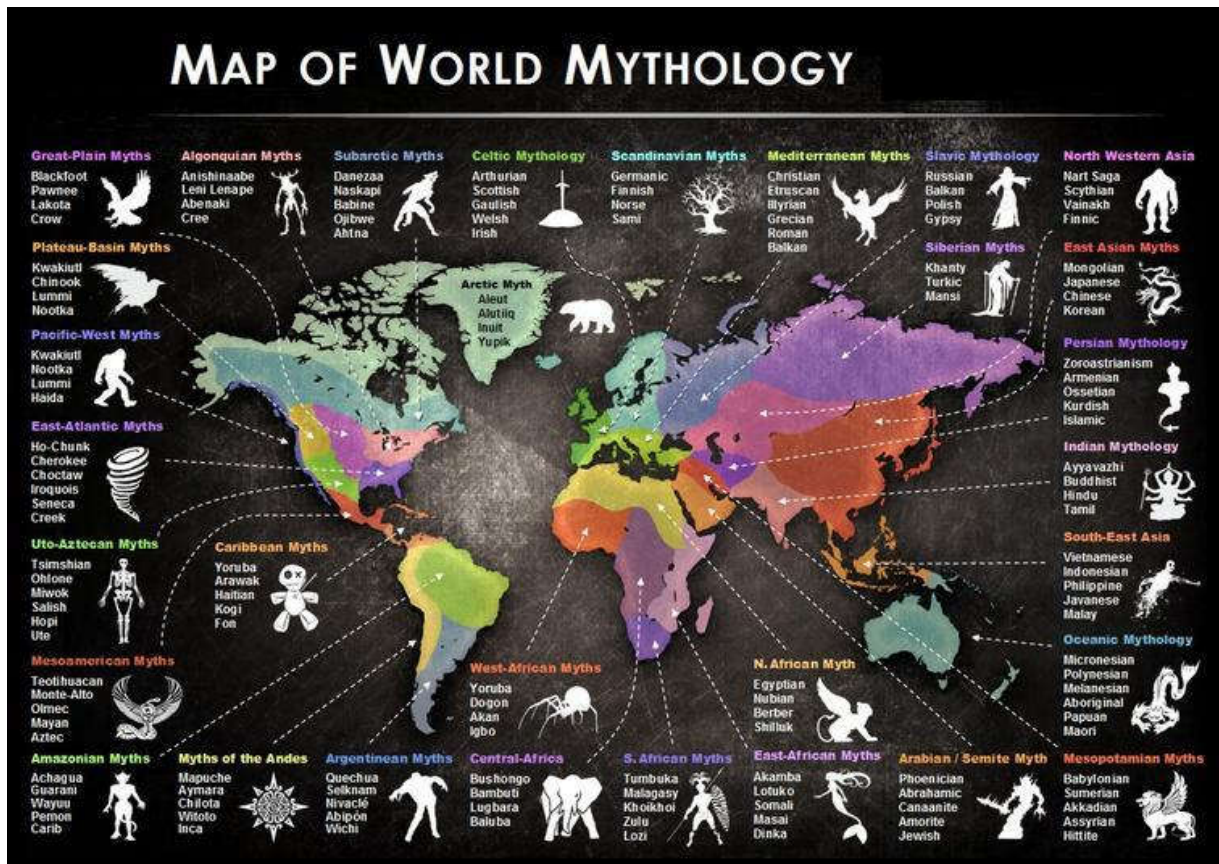 MAP OF WORLD MYTHOLOGY
Great-Plain Myths
Blackfoot
Pawnee
Lakota
Crow
Algonquian Myths
Anishinaabe
Leni Lenape
Abenaki
Cree
Subarctic Myths
Danezaa
Naskapi
Babine
Ojibwe
Ahtna
Celtic Mythology
Arthurian
Scottish
Gaulish
Welsh
Irish
Scandinavian Myths
Germanic
Finnish
Norse
Sami
Mediterranean Myths
Christian
Etruscan
Illyrian
Grecian
Roman
Balkan
Slavic Mythology
Russian
Balkan
Polish
Gypsy
North Western Asia
Nart Saga
Scythian
Vainakh
Finnic
Plateau-Basin Myths
Kwakiutl
Chinook
Lummi
Nootka
Arctic Myth
Aleut
Alutiiq
Inuit
Yupik
Siberian Myths
Khanty
Turkic
Mansi
East Asian Myths
Mongolian
Japanese
Chinese
Korean
Pacific-West Myths
Kwakiutl
Nootka
Lummi
Haida
Persian Mythology
Zoroastrianism
Armenian
Ossetian
Kurdish
Islamic
East-Atlantic Myths
Ho-Chunk
Cherokee
Choctaw
Iroquois
Seneca
Creek
Indian Mythology
Ayyavazhi
Buddhist
Hindu
Tamil
Uto-Aztecan Myths
Tsimshian
Ohlone
Miwok
Salish
Hopi
Ute
Caribbean Myths
Yoruba
Arawak
Haitian
Kogi
Fon
South-East Asia
Vietnamese
Indonesian
Philippine
Javanese
Malay
Mesoamerican Myths
Teotihuacan
Monte-Alto
Olmec
Mayan
Aztec
West-African Myths
Yoruba
Dogon
Akan
Igbo
N. African Myth
Egyptian
Nubian
Berber
Shilluk
Oceanic Mythology
Micronesian
Polynesian
Melanesian
Aboriginal
Papuan
Maori
Amazonian Myths
Achagua
Guarani
Wayuu
Pemon
Carib
Myths of the Andes
Mapuche
Aymara
Chilota
Witoto
Inca
Argentinean Myths
Quechua
Selknam
Nivaclé
Abipón
Wichi
Central-Africa
Bushongo
Bambuti
Lugbara
Baluba
S. African Myths
Tumbuka
Malagasy
Khoikhoi
Zulu
Lozi
East-African Myths
Akamba
Lotuko
Somali
Masai
Dinka
Arabian / Semite Myth
Phoenician
Abrahamic
Canaanite
Amorite
Jewish
Mesopotamian Myths
Babylonian
Sumerian
Akkadian
Assyrian
Hittite